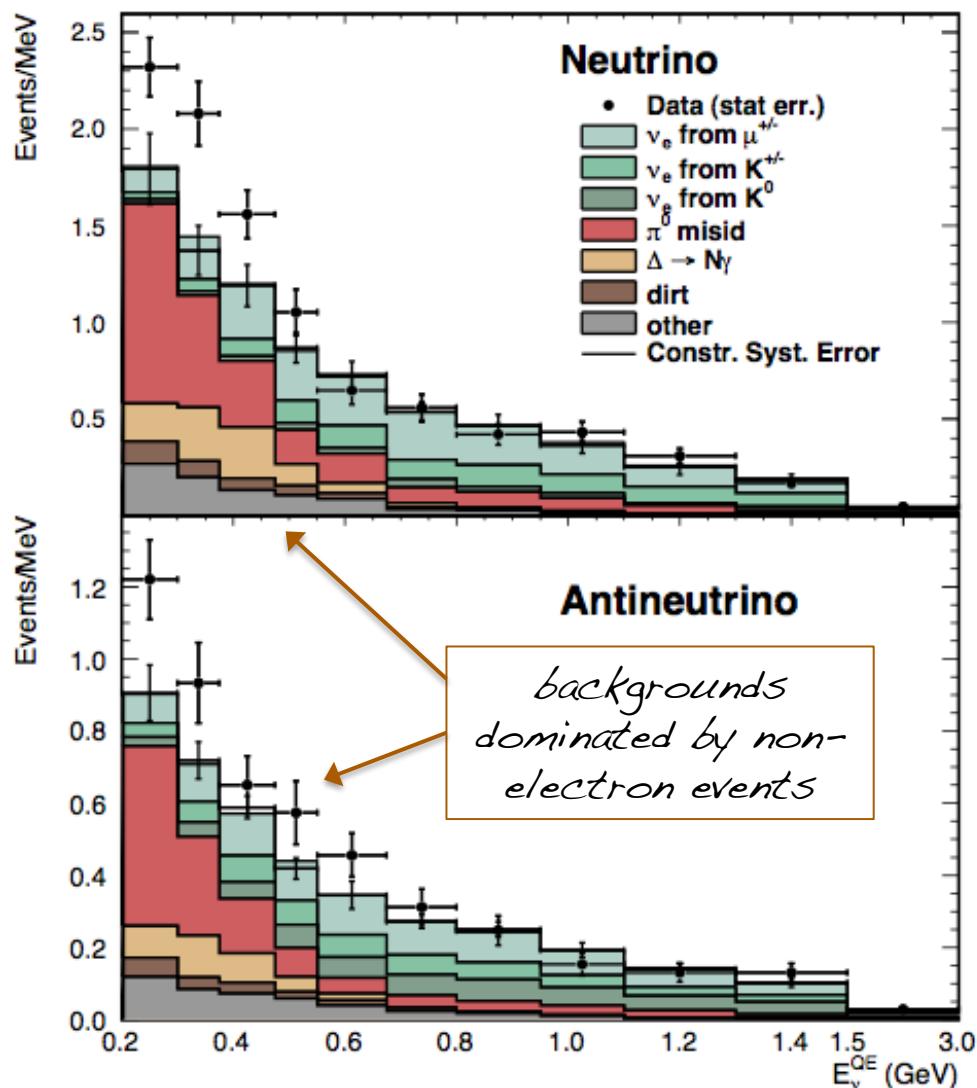 Events/MeV
2.5
2.0
1.5
1.0
0.5
Neutrino
Data (stat err.)
νₑ from μ⁺/⁻
νₑ from K⁺/⁻
νₑ from K⁰
π⁰ misid
Δ → Nγ
dirt
other
Constr. Syst. Error
Events/MeV
1.2
1.0
0.8
0.6
0.4
0.2
0.0
Antineutrino
backgrounds
dominated by non-
electron events
0.2 0.4 0.6 0.8 1.0 1.2 1.4 1.5 3.0
E_ν^QE (GeV)